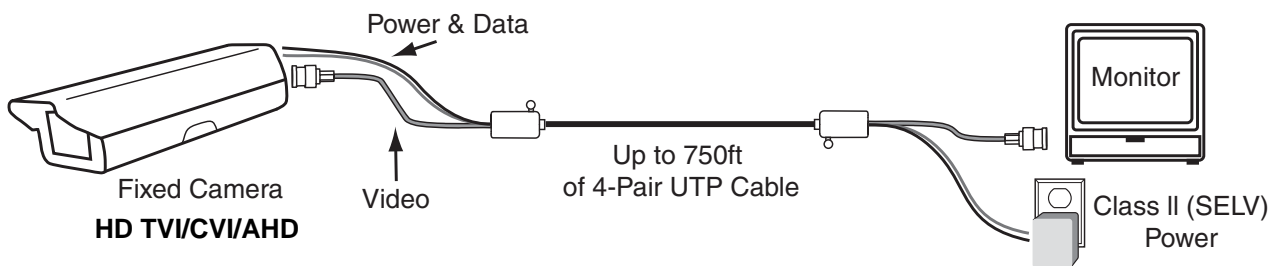 Power & Data
Monitor
Up to 750ft
of 4-Pair UTP Cable
Fixed Camera
HD TVI/CVI/AHD
Video
Class II (SELV)
Power